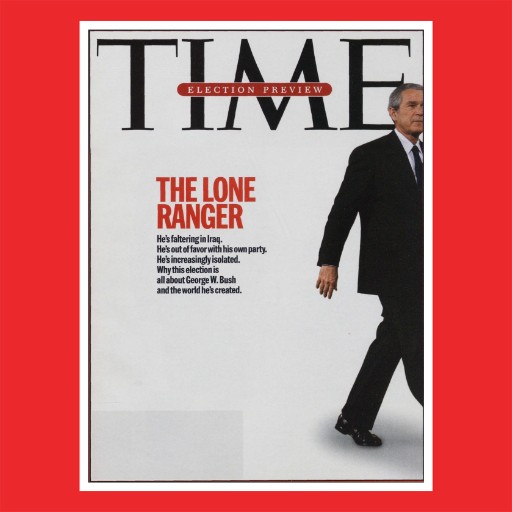 TIME
ELECTION PREVIEW
THE LONE
RANGER
He's faltering in Iraq.
He's out of favor with his own party.
He's increasingly isolated.
Why this election is
all about George W. Bush
and the world he's created.